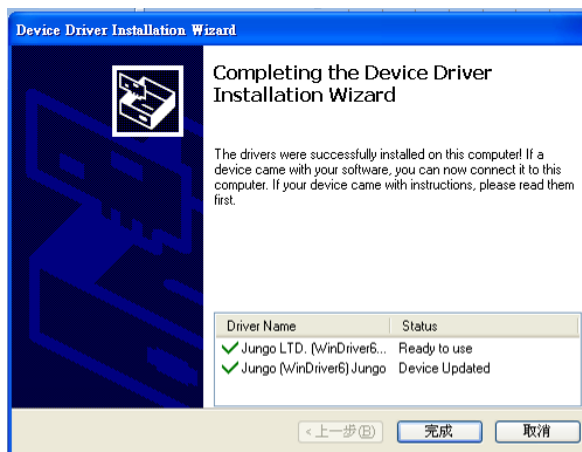 Device Driver Installation Wizard
Completing the Device Driver
Installation Wizard
The drivers were successfully installed on this computer! If a
device came with your software, you can now connect it to this
computer. If your device came with instructions, please read them
first.
Driver Name Status
Jungo LTD. (WinDriver6... Ready to use
Jungo (WinDriver6) Jungo Device Updated
<上一步(B) 完成 取消